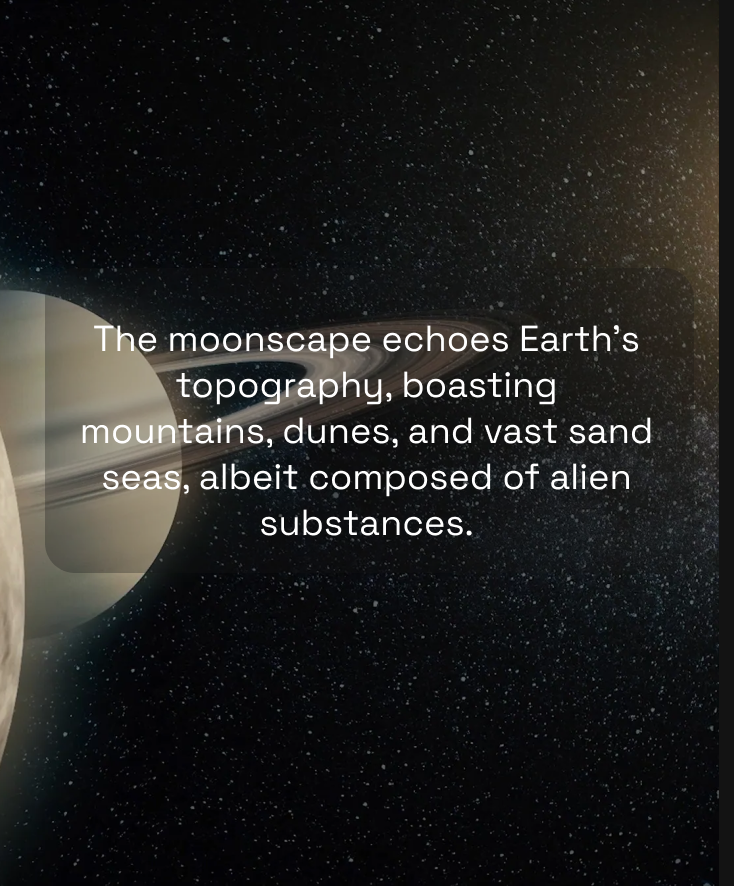 The moonscape echoes Earth’s
topography, boasting
mountains, dunes, and vast sand
seas, albeit composed of alien
substances.